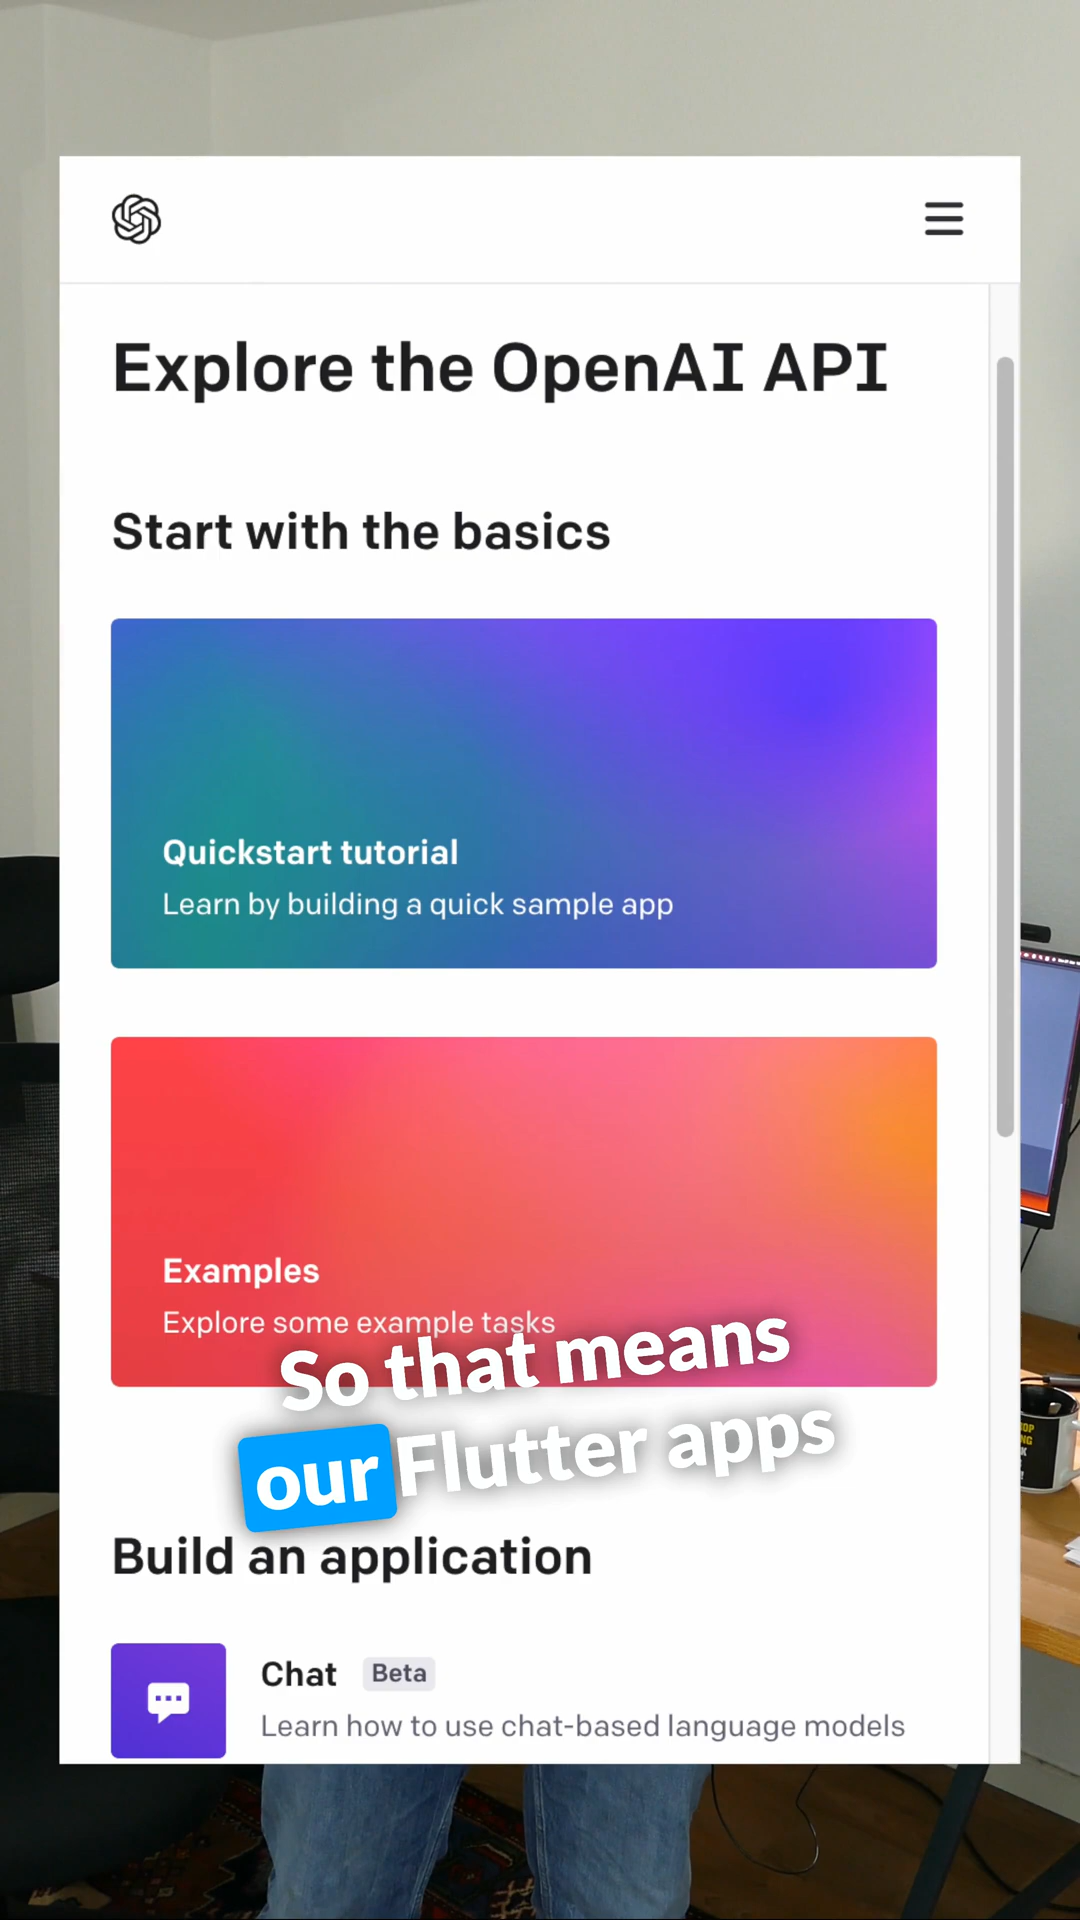 Explore the OpenAI API
Start with the basics
Quickstart tutorial
Learn by building a quick sample app
Examples
Explore some example tasks
So that means
our Flutter apps
Build an application
Chat Beta
Learn how to use chat-based language models